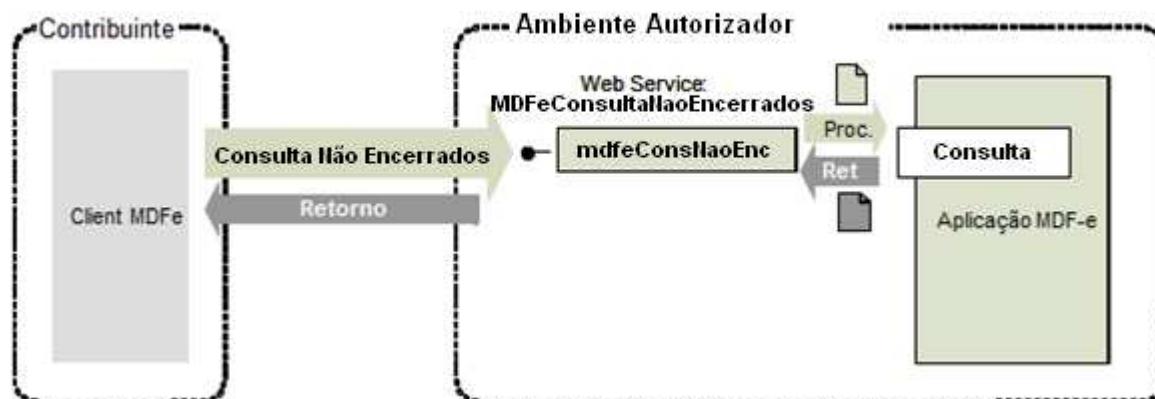 Contribuinte
Ambiente Autorizador
Web Service:
MDFeConsultaNaoEncerrados
Consulta Não Encerrados
mdfeConsNaoEnc
Proc.
Ret
Consulta
Retorno
Client MDFe
Aplicação MDF-e